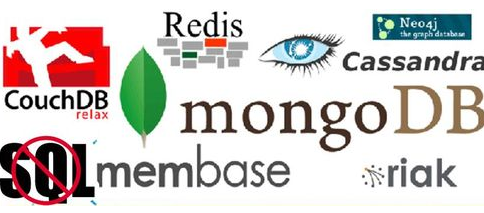 CouchDB
relax
Redis
Neo4j
the graph database
Cassandra
mongoDB
SQL
membase
riak